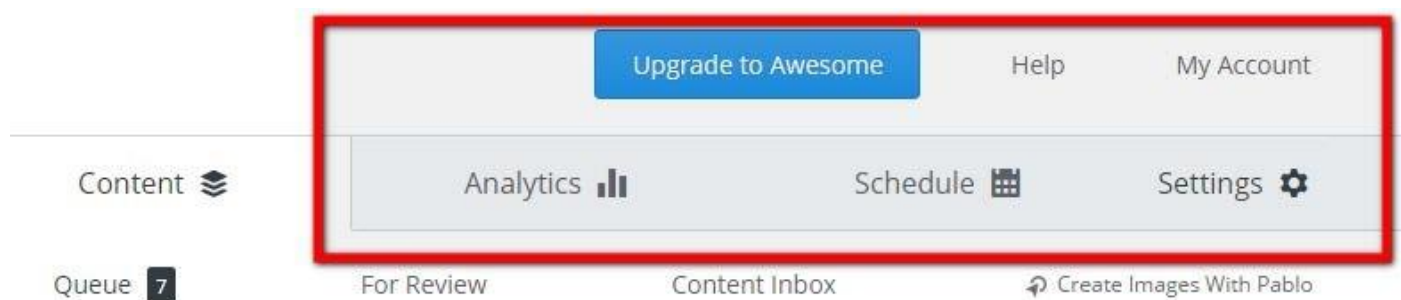 Upgrade to Awesome Help My Account
Content Analytics Schedule Settings
Queue 7 For Review Content Inbox Create Images With Pablo